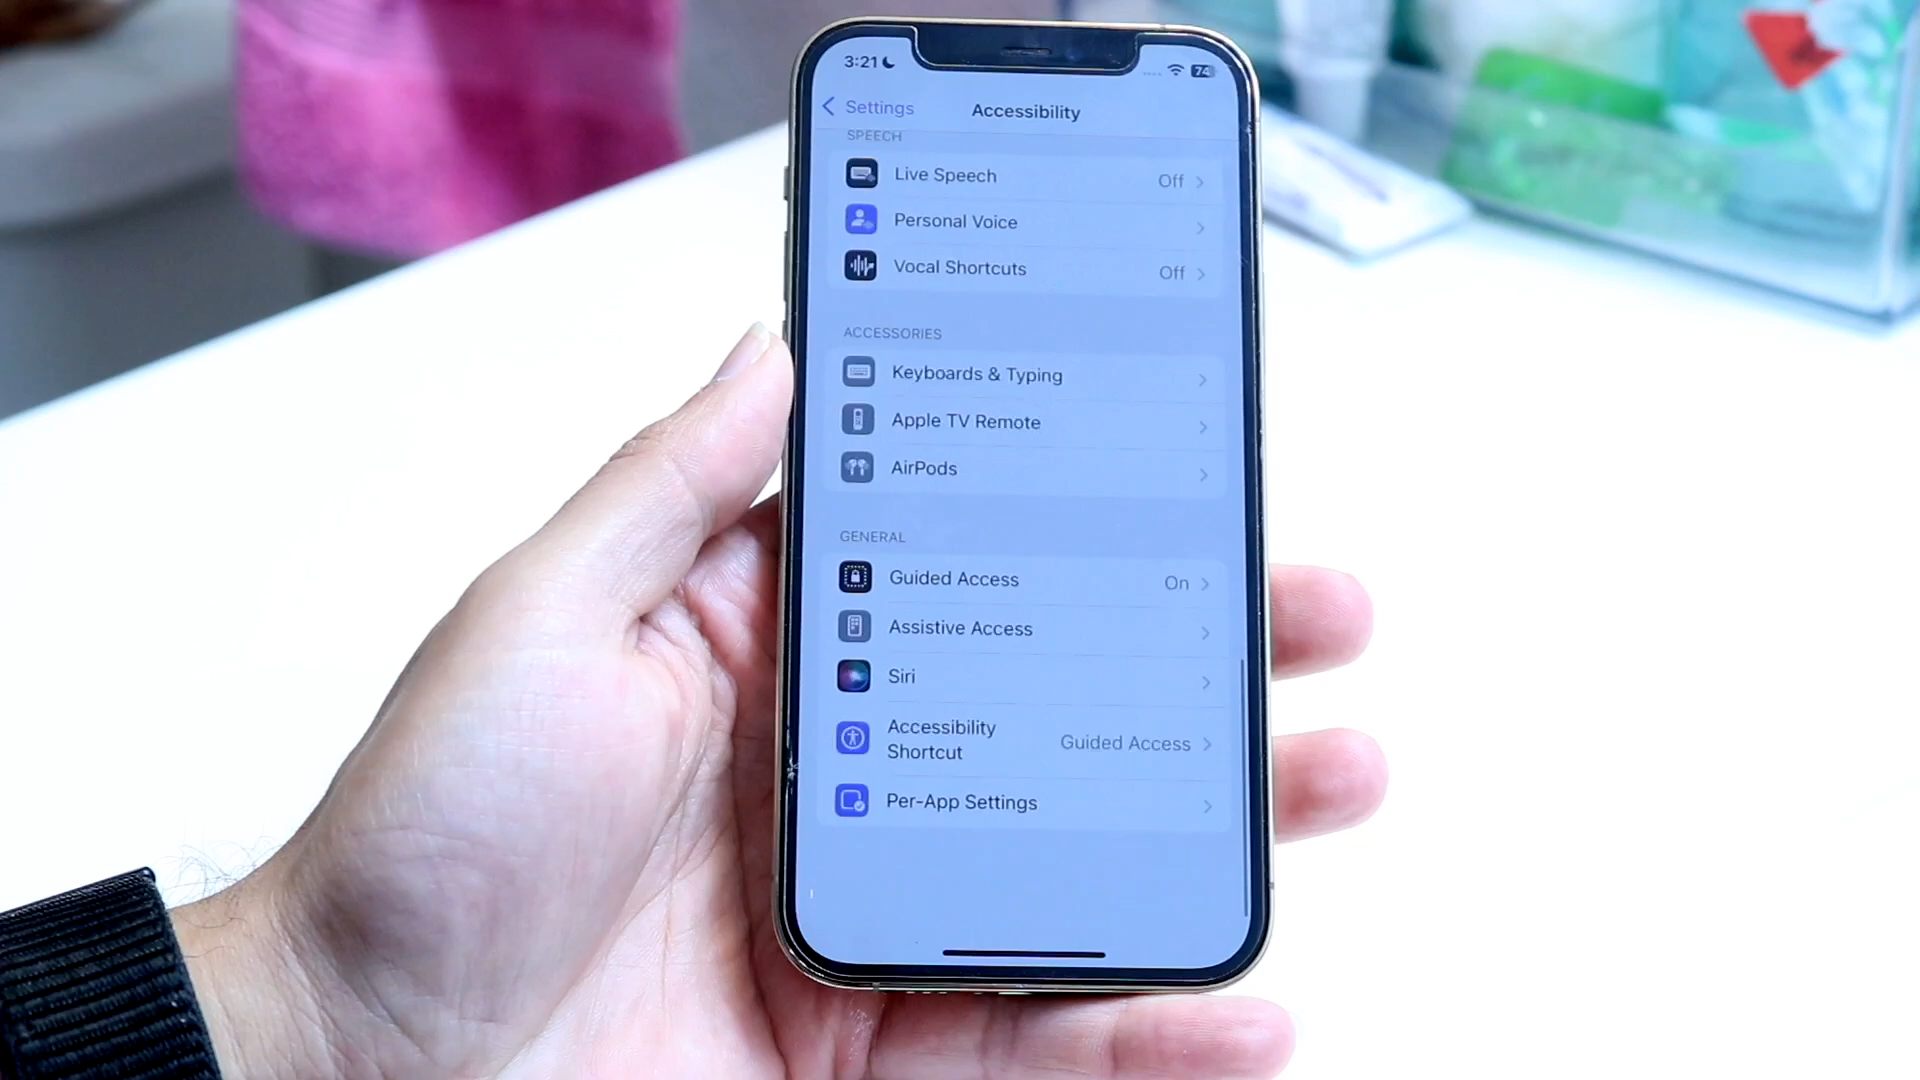 3:21
74
Settings
Accessibility
SPEECH
Live Speech
Off
Personal Voice
Vocal Shortcuts
Off
ACCESSORIES
Keyboards & Typing
Apple TV Remote
AirPods
GENERAL
Guided Access
On
Assistive Access
Siri
Accessibility
Shortcut
Guided Access
Per-App Settings